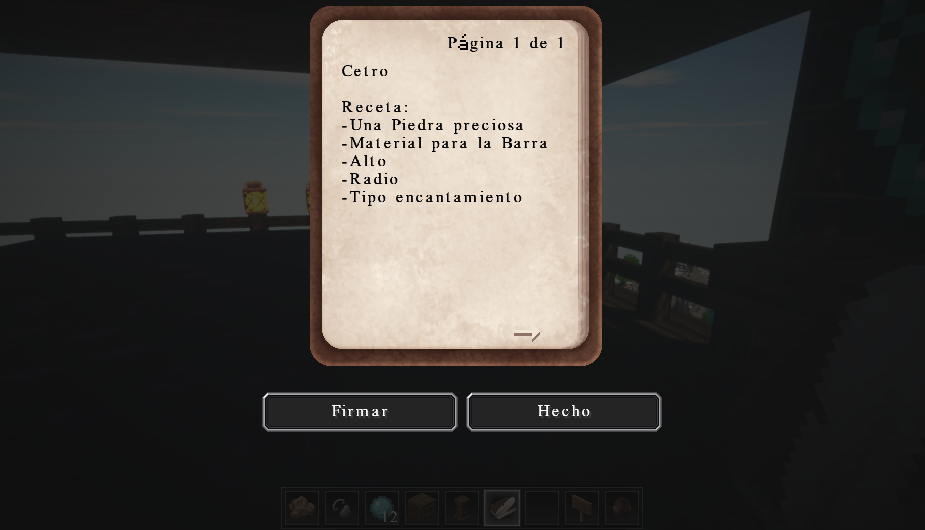 Página 1 de 1
Cetro
Receta:
-Una Piedra preciosa
-Material para la Barra
-Alto
-Radio
-Tipo encantamiento
Firmar
Hecho
12